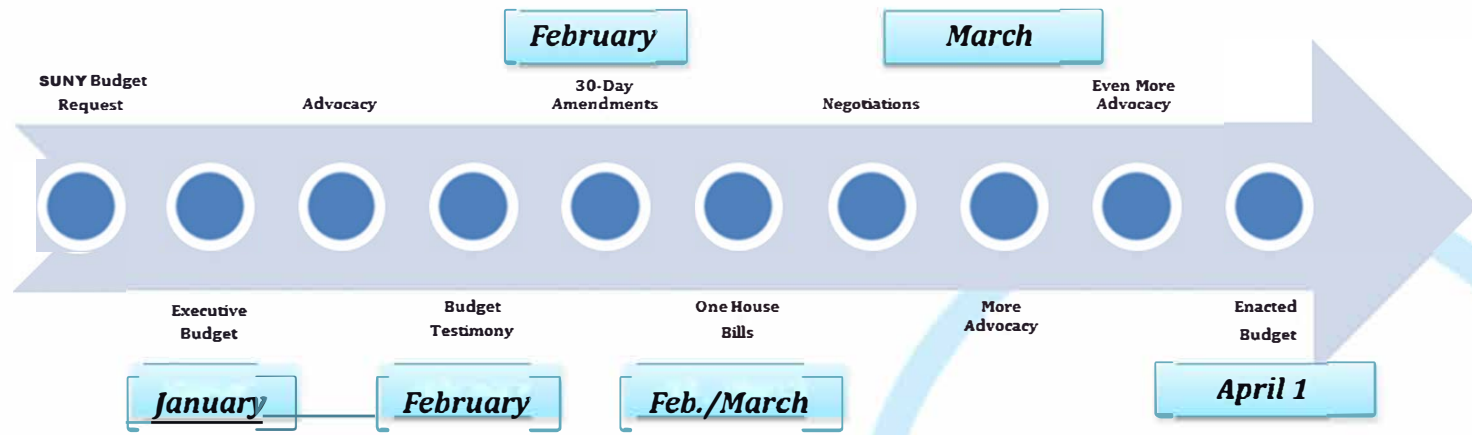 February
March
SUNY Budget
Request
Advocacy
30-Day
Amendments
Negotiations
Even More
Advocacy
Executive
Budget
Budget
Testimony
One House
Bills
More
Advocacy
Enacted
Budget
January
February
Feb./March
April 1